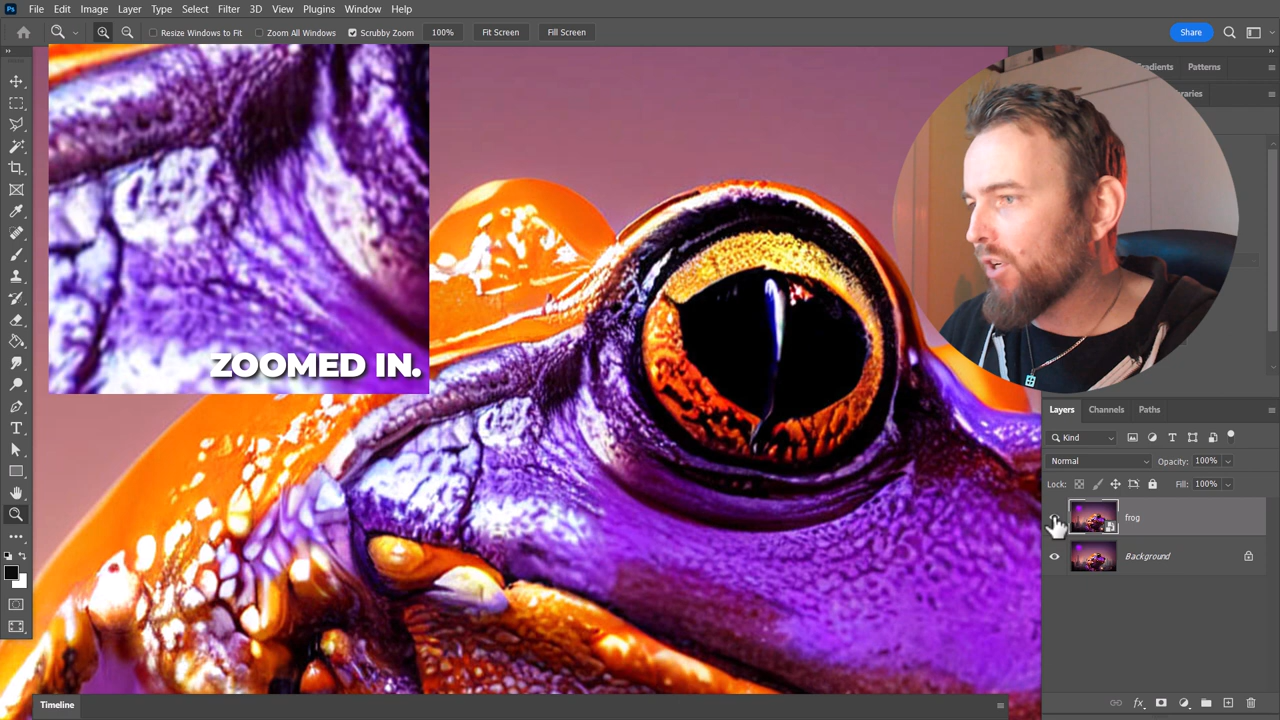 Ps File Edit Image Layer Type Select Filter 3D View Plugins Window Help
Resize Windows to Fit Zoom All Windows Scrubby Zoom 100% Fit Screen Fill Screen Share
Gradients Patterns
ZOOMED IN.
Layers Channels Paths
Kind
Normal Opacity: 100%
Lock: Fill: 100%
frog
Background
fx
Timeline